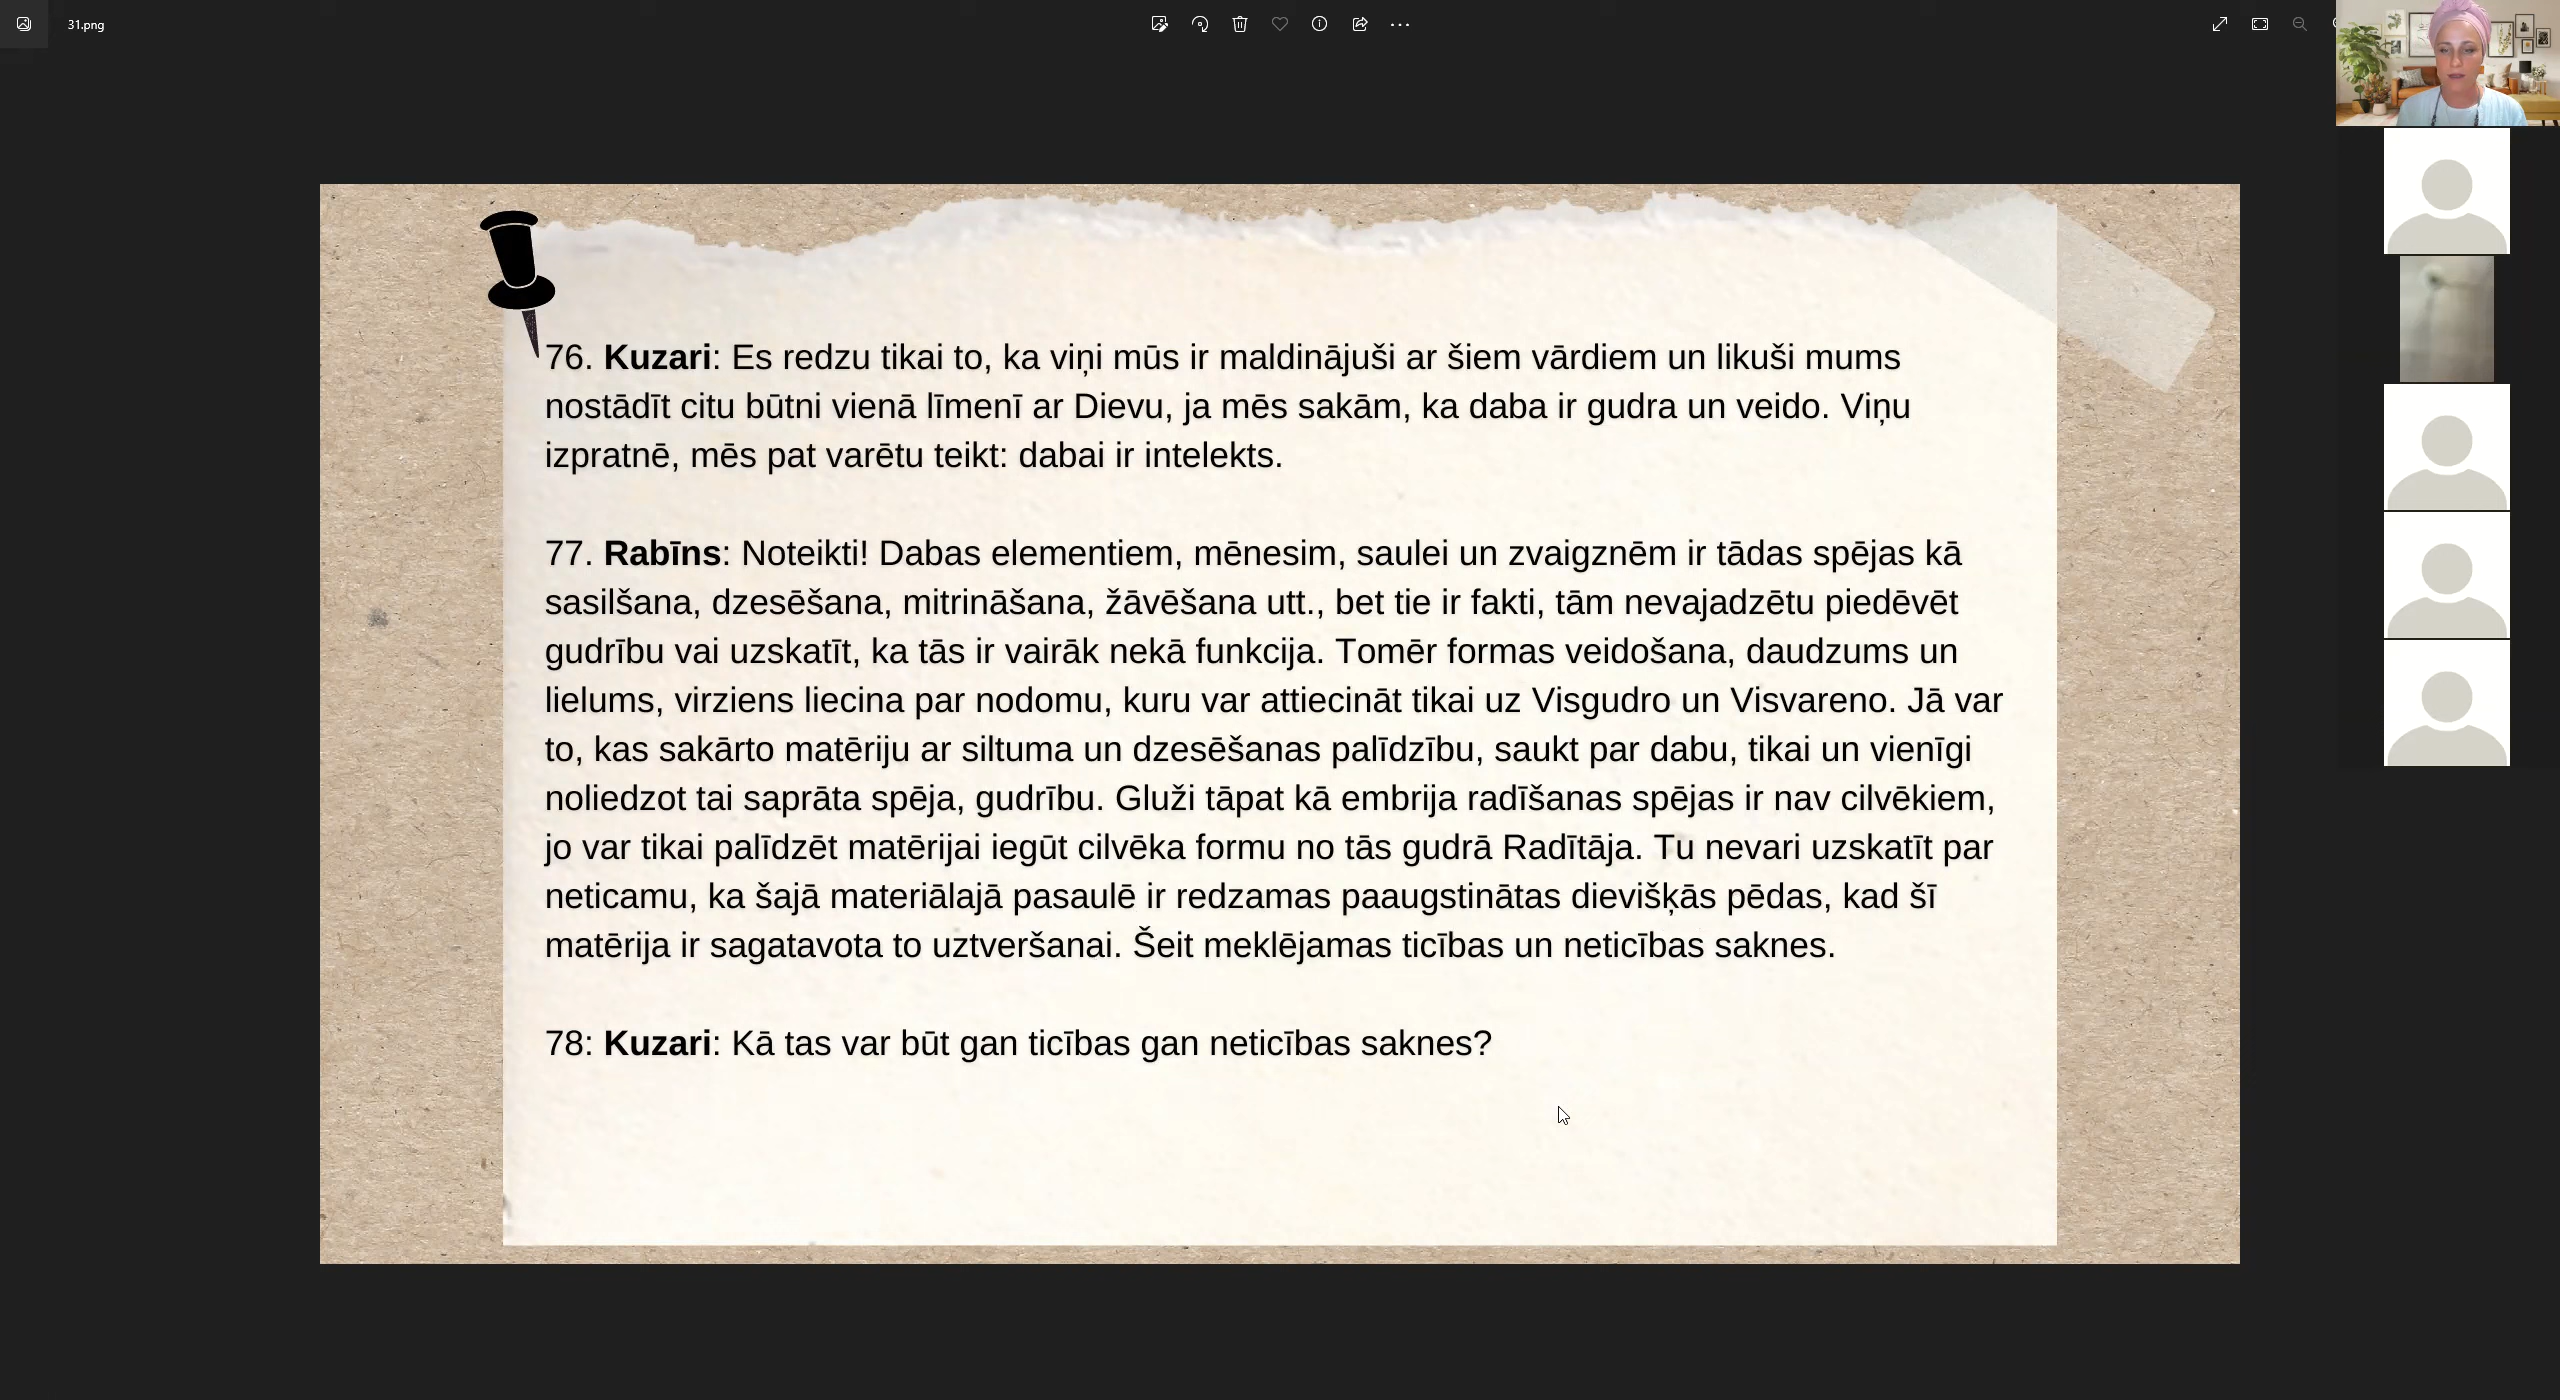 31.png
76. Kuzari: Es redzu tikai to, ka viņi mūs ir maldinājuši ar šiem vārdiem un likuši mums
nostādīt citu būtni vienā līmenī ar Dievu, ja mēs sakām, ka daba ir gudra un veido. Viņu
izpratnē, mēs pat varētu teikt: dabai ir intelekts.
77. Rabīns: Noteikti! Dabas elementiem, mēnesim, saulei un zvaigznēm ir tādas spējas kā
sasilšana, dzesēšana, mitrināšana, žāvēšana utt., bet tie ir fakti, tām nevajadzētu piedēvēt
gudrību vai uzskatīt, ka tās ir vairāk nekā funkcija. Tomēr formas veidošana, daudzums un
lielums, virziens liecina par nodomu, kuru var attiecināt tikai uz Visgudro un Visvareno. Jā var
to, kas sakārto matēriju ar siltuma un dzesēšanas palīdzību, saukt par dabu, tikai un vienīgi
noliedzot tai saprāta spēja, gudrību. Gluži tāpat kā embrija radīšanas spējas ir nav cilvēkiem,
jo var tikai palīdzēt matērijai iegūt cilvēka formu no tās gudrā Radītāja. Tu nevari uzskatīt par
neticamu, ka šajā materiālajā pasaulē ir redzamas paaugstinātas dievišķās pēdas, kad šī
matērija ir sagatavota to uztveršanai. Šeit meklējamas ticības un neticības saknes.
78: Kuzari: Kā tas var būt gan ticības gan neticības saknes?